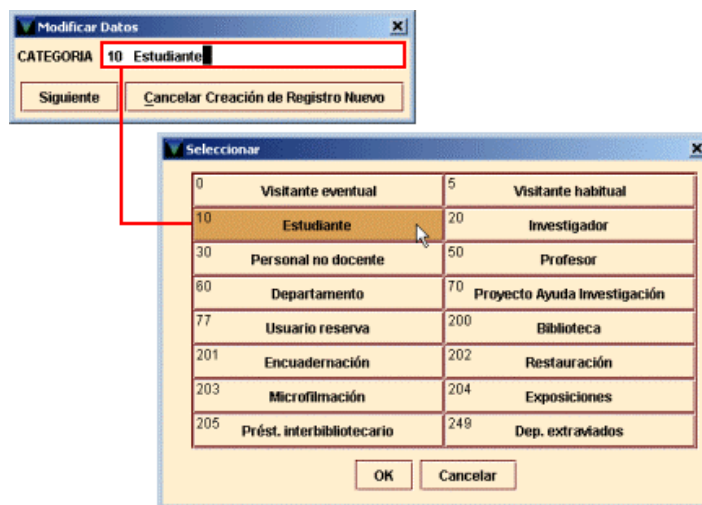 Modificar Datos
CATEGORIA 10 Estudiante
Siguiente Cancelar Creación de Registro Nuevo
Seleccionar
0 Visitante eventual 5 Visitante habitual
10 Estudiante 20 Investigador
30 Personal no docente 50 Profesor
60 Departamento 70 Proyecto Ayuda Investigación
77 Usuario reserva 200 Biblioteca
201 Encuadernación 202 Restauración
203 Microfilmación 204 Exposiciones
205 Prést. interbibliotecario 249 Dep. extraviados
OK Cancelar